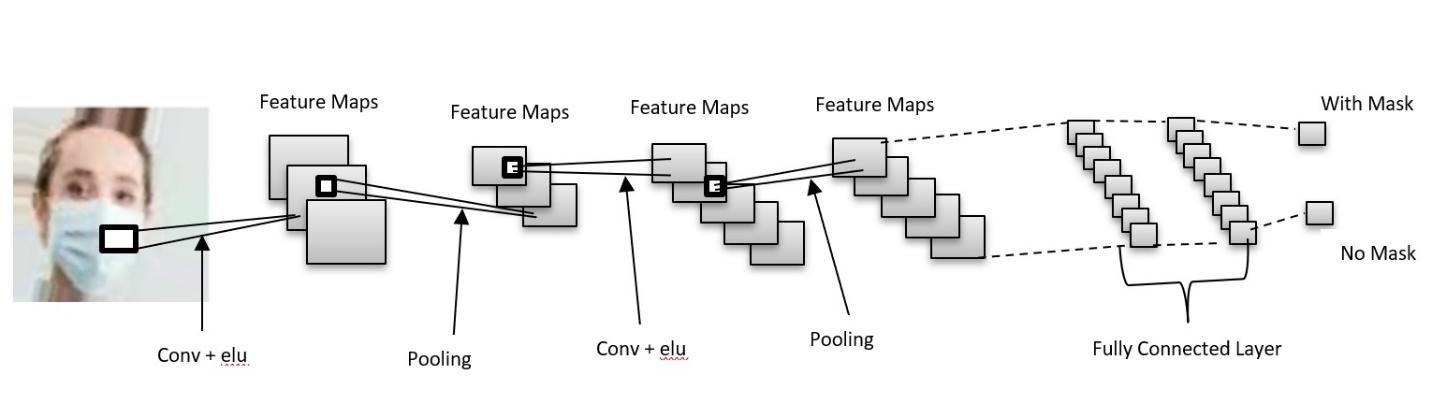 Feature Maps
Feature Maps
Feature Maps
Feature Maps
With Mask
No Mask
Conv + elu
Pooling
Conv + elu
Pooling
Fully Connected Layer